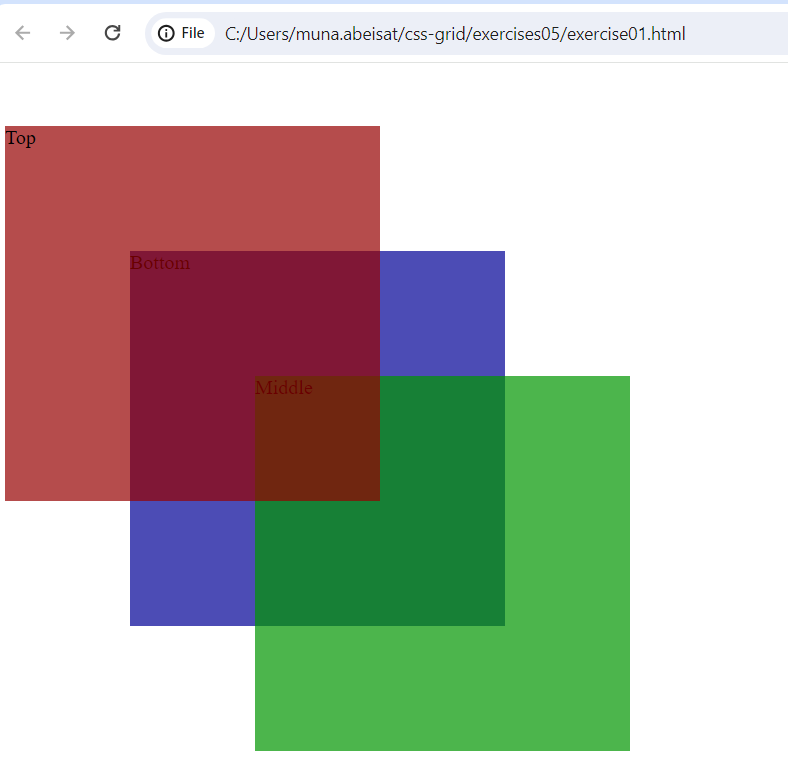 File C:/Users/muna.abeisat/css-grid/exercises05/exercise01.html
Top
Bottom
Middle